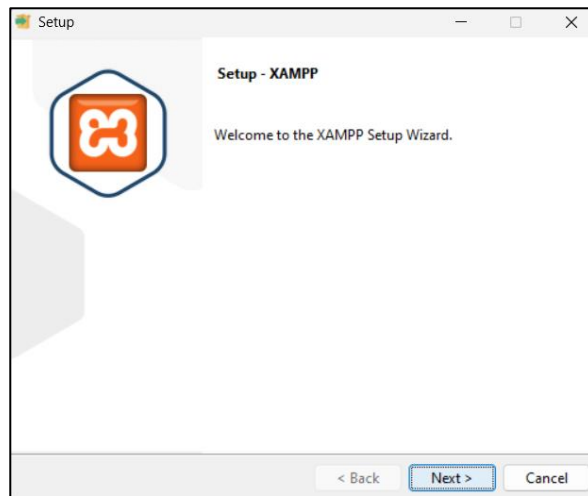 Setup
Setup - XAMPP
Welcome to the XAMPP Setup Wizard.
< Back Next > Cancel